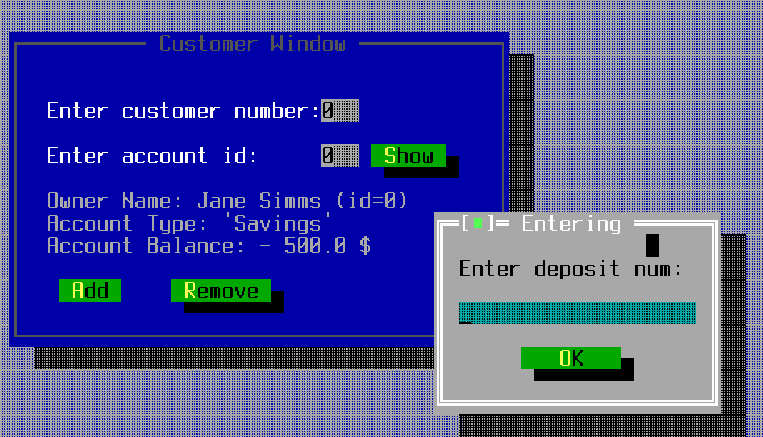 Customer Window
Enter customer number:0
Enter account id: 0 Show
Owner Name: Jane Simms (id=0)
Account Type: 'Savings'
Account Balance: - 500.0 $
Add Remove
[■] Entering
Enter deposit num:
OK